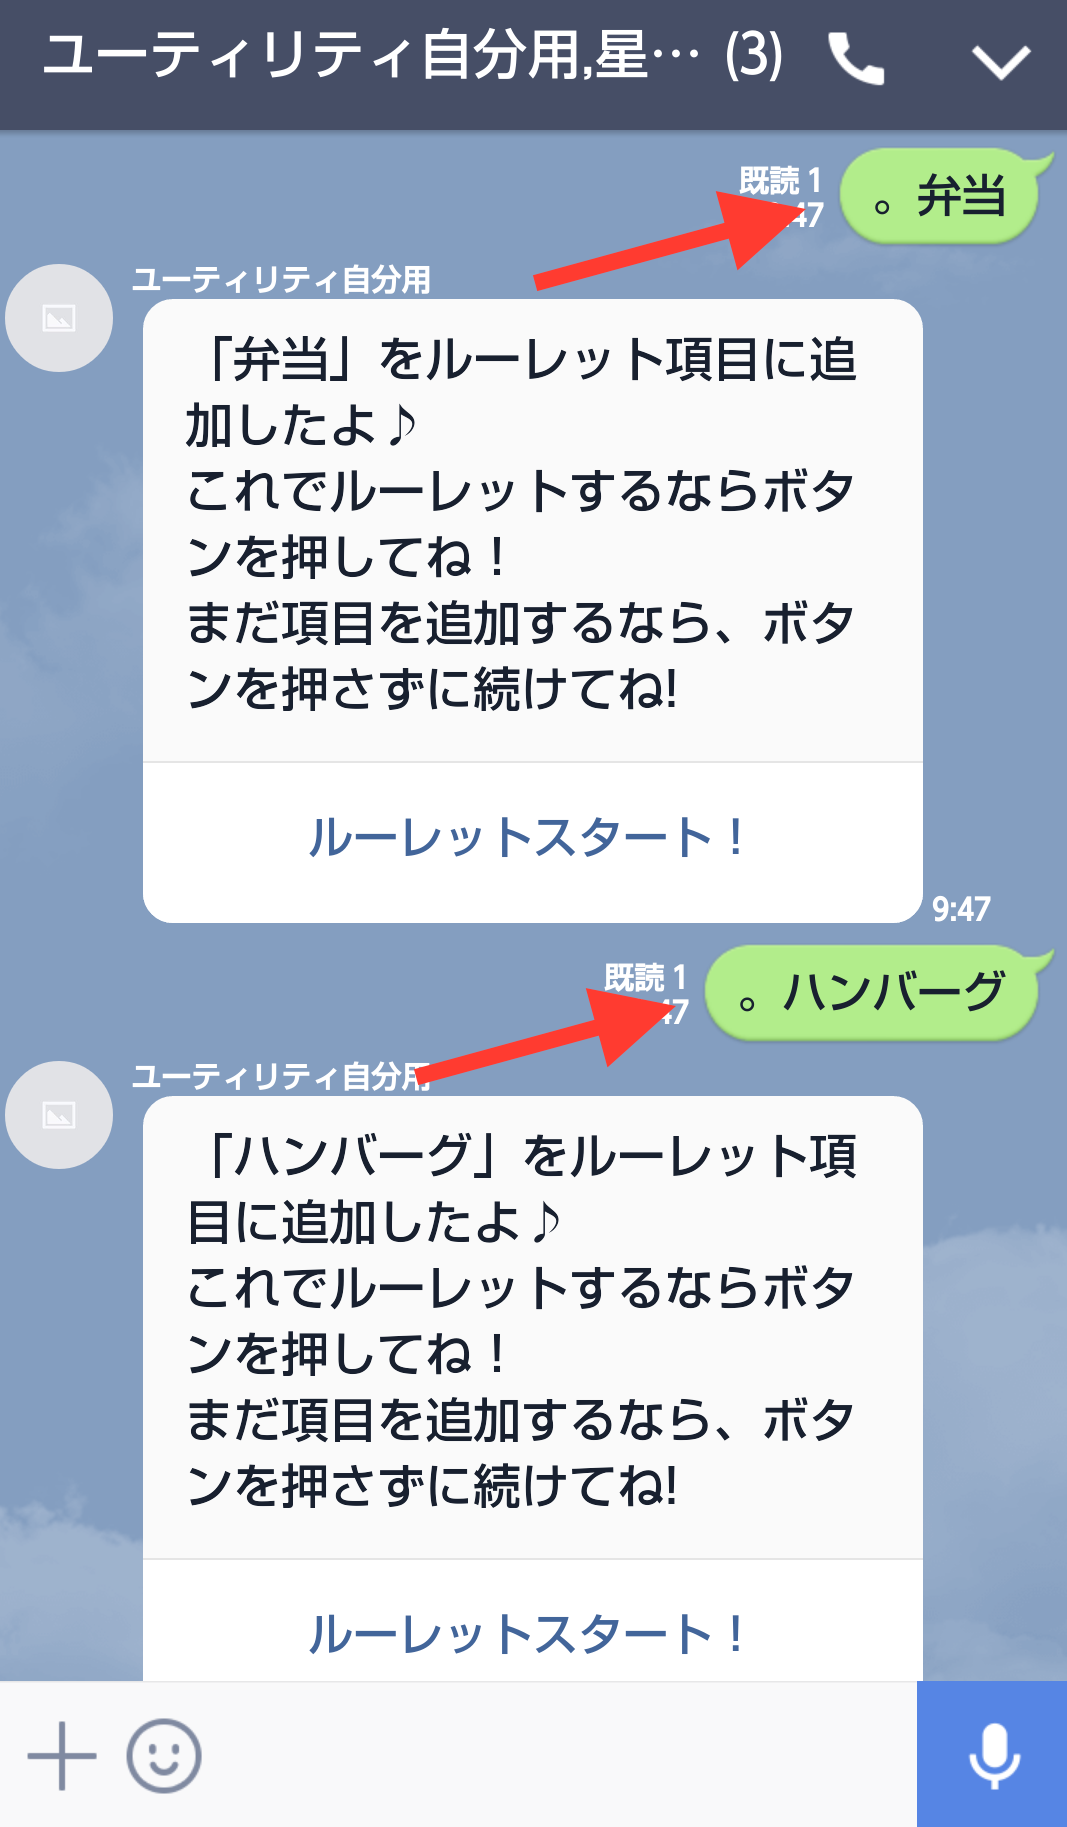 ユーティリティ自分用,星… (3)
既読 1
47
。弁当
ユーティリティ自分用
「弁当」をルーレット項目に追
加したよ♪
これでルーレットするならボタ
ンを押してね！
まだ項目を追加するなら、ボタ
ンを押さずに続けてね!
ルーレットスタート！
9:47
既読 1
47
。ハンバーグ
ユーティリティ自分用
「ハンバーグ」をルーレット項
目に追加したよ♪
これでルーレットするならボタ
ンを押してね！
まだ項目を追加するなら、ボタ
ンを押さずに続けてね!
ルーレットスタート！